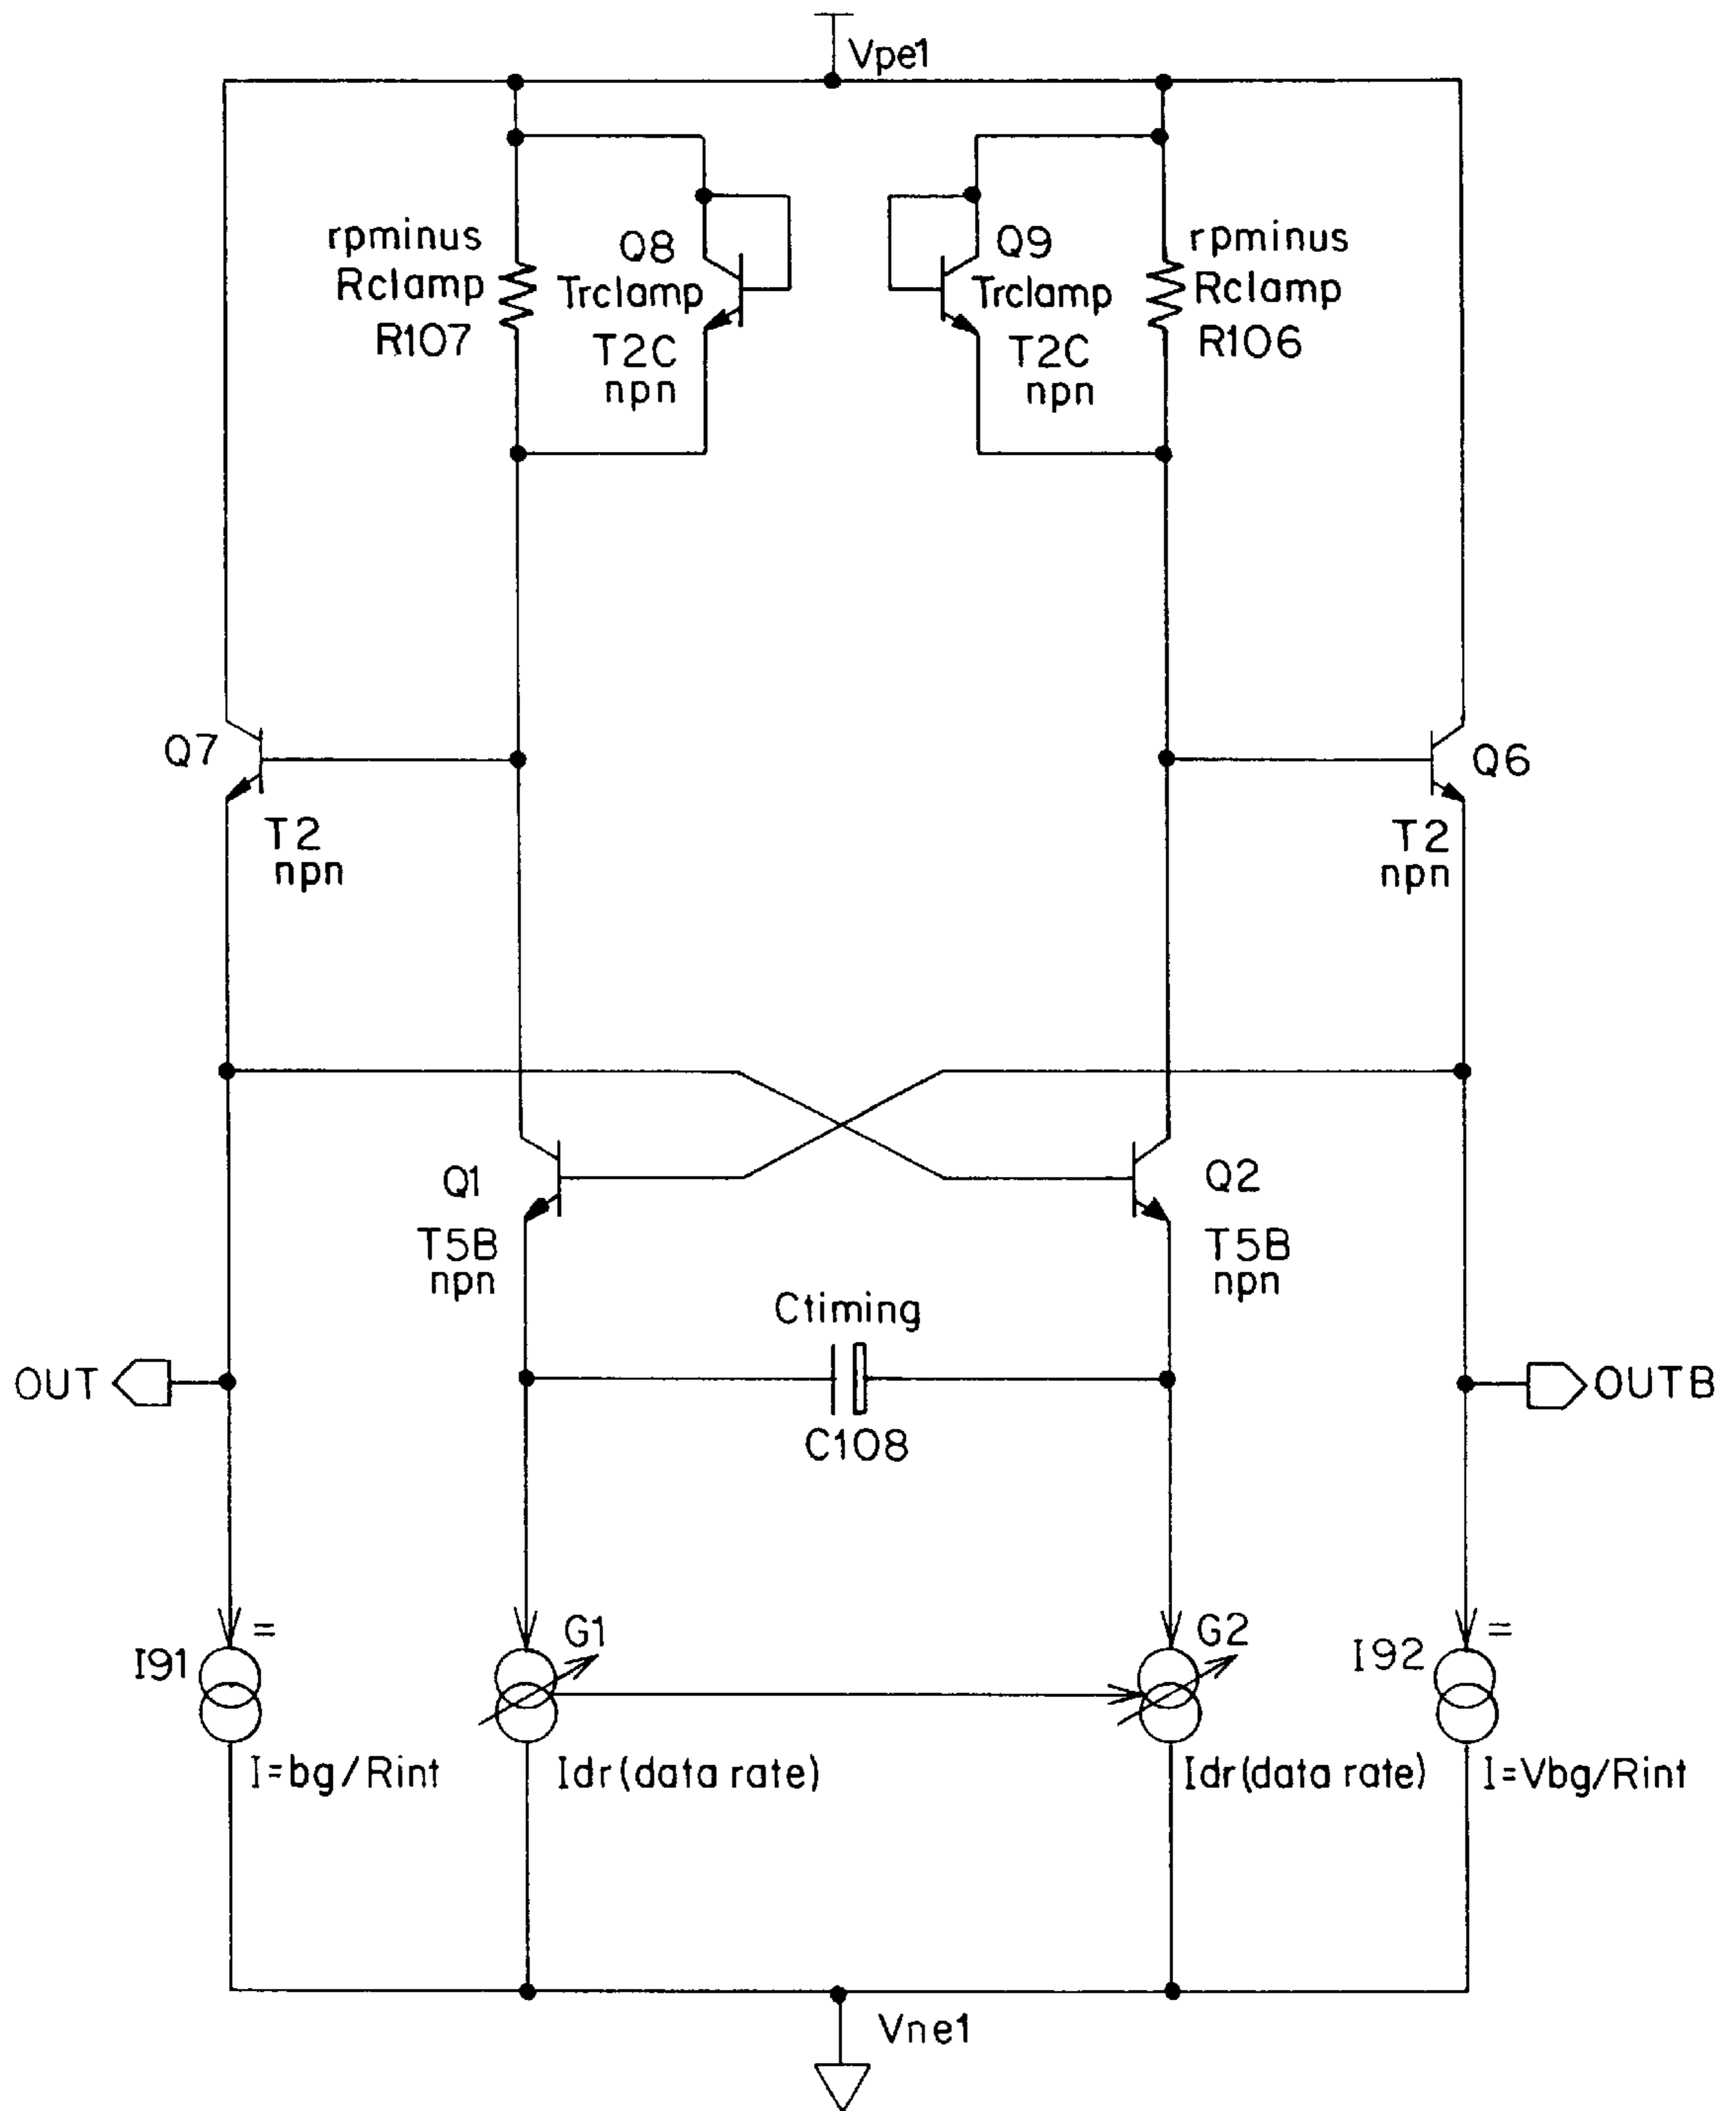 Vpe1
rpminus
Rclamp
R107
Q8
Trclamp
T2C
npn
Q9
Trclamp
T2C
npn
rpminus
Rclamp
R106
Q7
T2
npn
Q6
T2
npn
Q1
T5B
npn
Q2
T5B
npn
Ctiming
C108
OUT
OUTB
I91
=
G1
G2
I92
=
I=bg/Rint
Idr(data rate)
Idr(data rate)
I=Vbg/Rint
Vne1